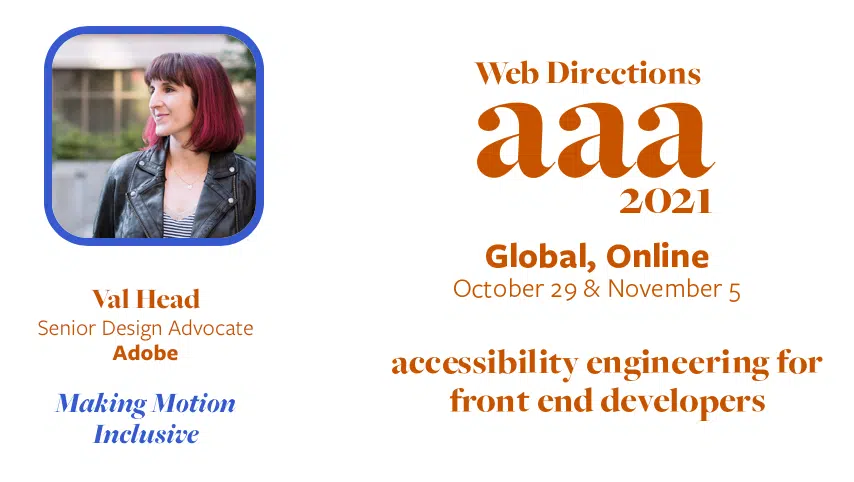 Val Head
Senior Design Advocate
Adobe
Making Motion
Inclusive
Web Directions
aaa
2021
Global, Online
October 29 & November 5
accessibility engineering for
front end developers